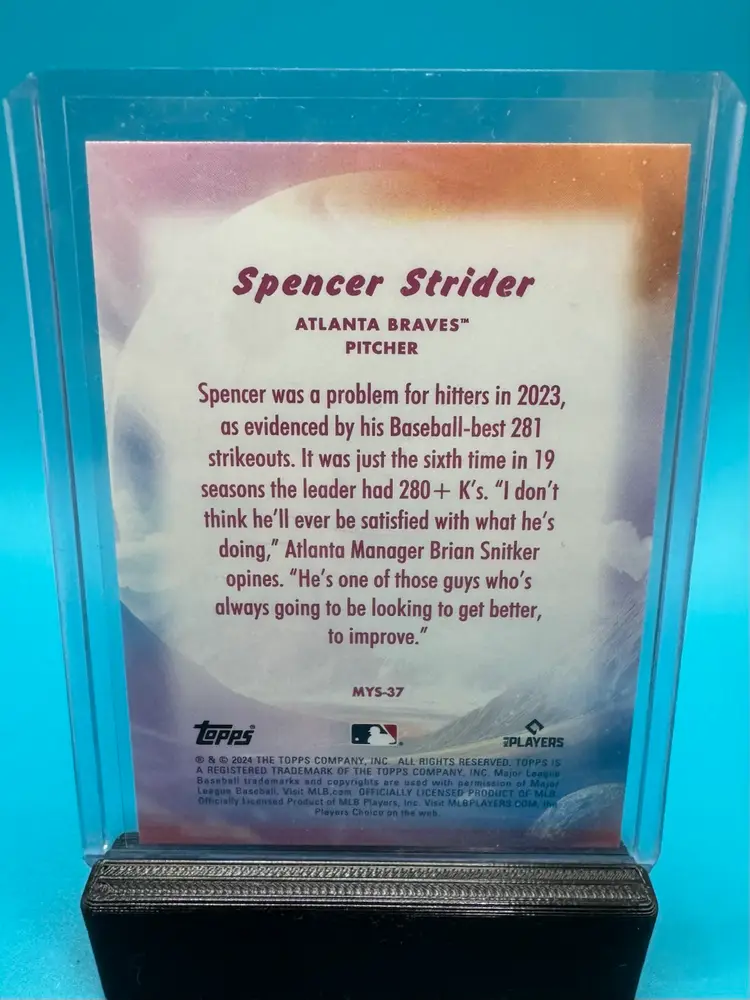 Spencer Strider
ATLANTA BRAVES™
PITCHER
Spencer was a problem for hitters in 2023,
as evidenced by his Baseball-best 281
strikeouts. It was just the sixth time in 19
seasons the leader had 280+ K's. “I don't
think he'll ever be satisfied with what he's
doing,” Atlanta Manager Brian Snitker
opines. “He's one of those guys who's
always going to be looking to get better,
to improve.”
MYS-37
Topps®
PLAYERS
® & © 2024 THE TOPPS COMPANY, INC. ALL RIGHTS RESERVED. TOPPS IS
A REGISTERED TRADEMARK OF THE TOPPS COMPANY, INC. Major League
Baseball trademarks and copyrights are used with permission of Major
League Baseball. Visit MLB.com. OFFICIALLY LICENSED PRODUCT OF MLB
Officially Licensed Product of MLB Players, Inc. Visit MLBPLAYERS.COM, the
Players Choice on the web.